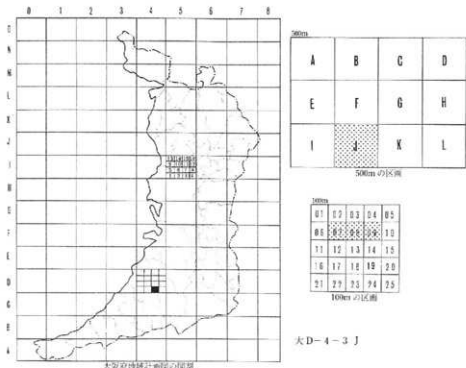 0 1 2 3 4 5 6 7 8
O
N
M
L
K
J
I
H
G
F
E
D
C
B
A
500m
A B C D
E F G H
I J K L
500mの区画
100m
01 02 03 04 05
06 07 08 09 10
11 12 13 14 15
16 17 18 19 20
21 22 23 24 25
100mの区画
大D-4-3 J